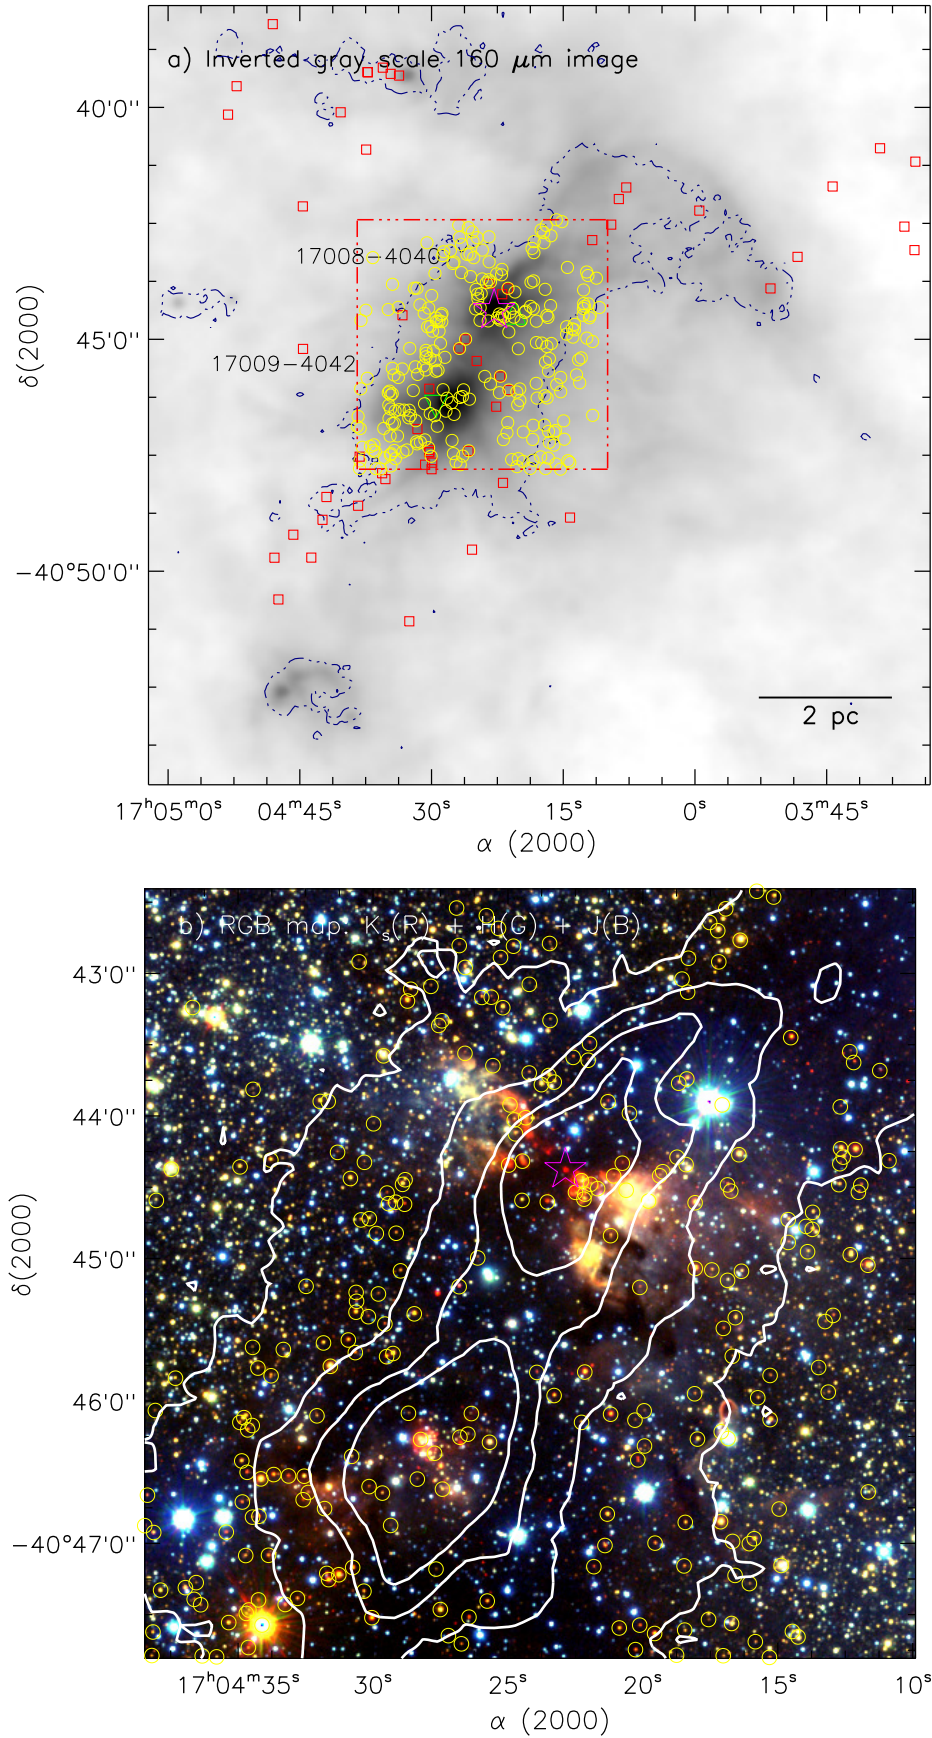 a) Inverted gray scale 160 μm image
40'0''
17008-4040
45'0''
17009-4042
-40°50'0''
δ(2000)
2 pc
17ʰ05ᵐ0ˢ 04ᵐ45ˢ 30ˢ 15ˢ 0ˢ 03ᵐ45ˢ
α (2000)
b) RGB map: Kₛ(R) + H(G) + J(B)
43'0''
44'0''
45'0''
46'0''
-40°47'0''
δ(2000)
17ʰ04ᵐ35ˢ 30ˢ 25ˢ 20ˢ 15ˢ 10ˢ
α (2000)